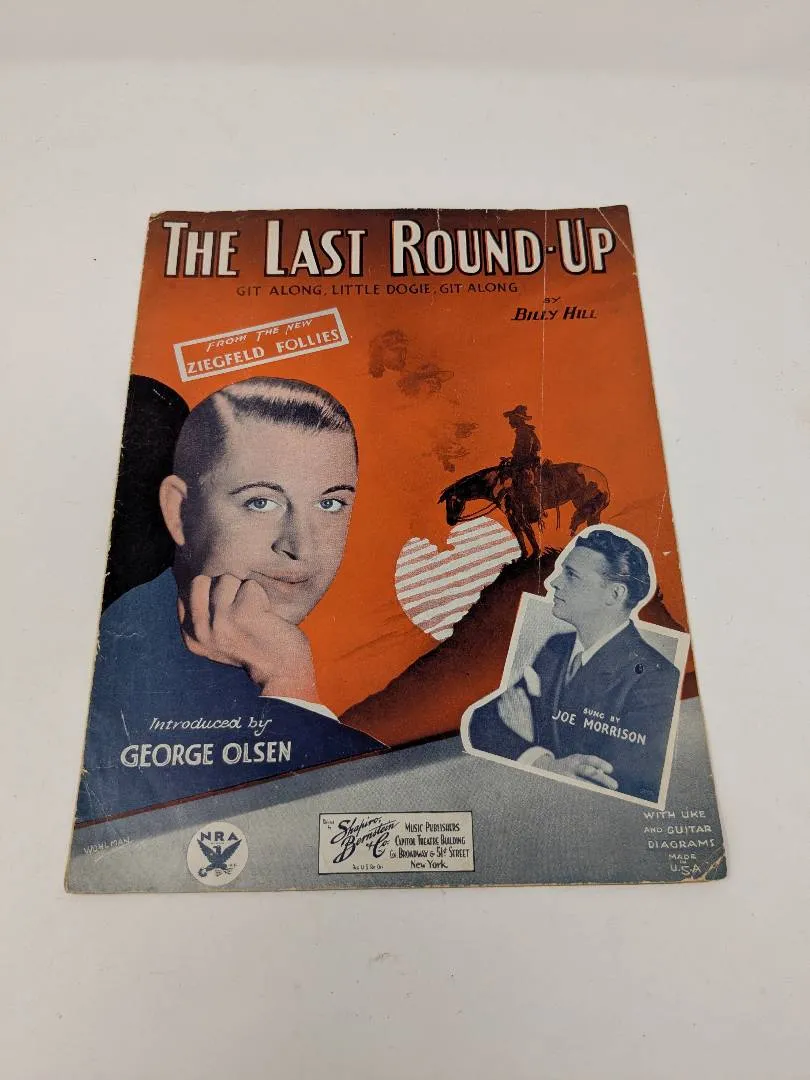 THE LAST ROUND-UP
GIT ALONG, LITTLE DOGIE, GIT ALONG
BY
BILLY HILL
FROM THE NEW
ZIEGFELD FOLLIES
Introduced by
GEORGE OLSEN
SUNG BY
JOE MORRISON
WOHLMAN
NRA
Shapiro,
Bernstein
& Co.
MUSIC PUBLISHERS
CAPITOL THEATRE BUILDING
Cor. BROADWAY & 51st STREET
New York
WITH UKE
AND GUITAR
DIAGRAMS
MADE
IN
U.S.A